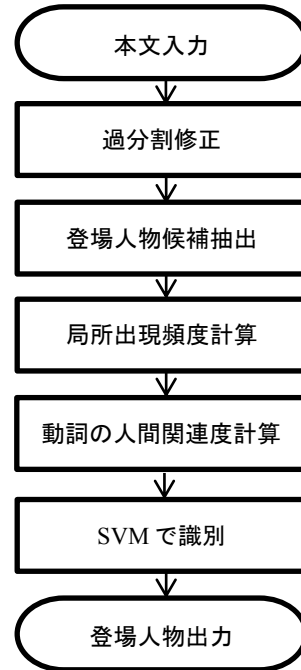 本文入力
過分割修正
登場人物候補抽出
局所出現頻度計算
動詞の人間関連度計算
SVM で識別
登場人物出力